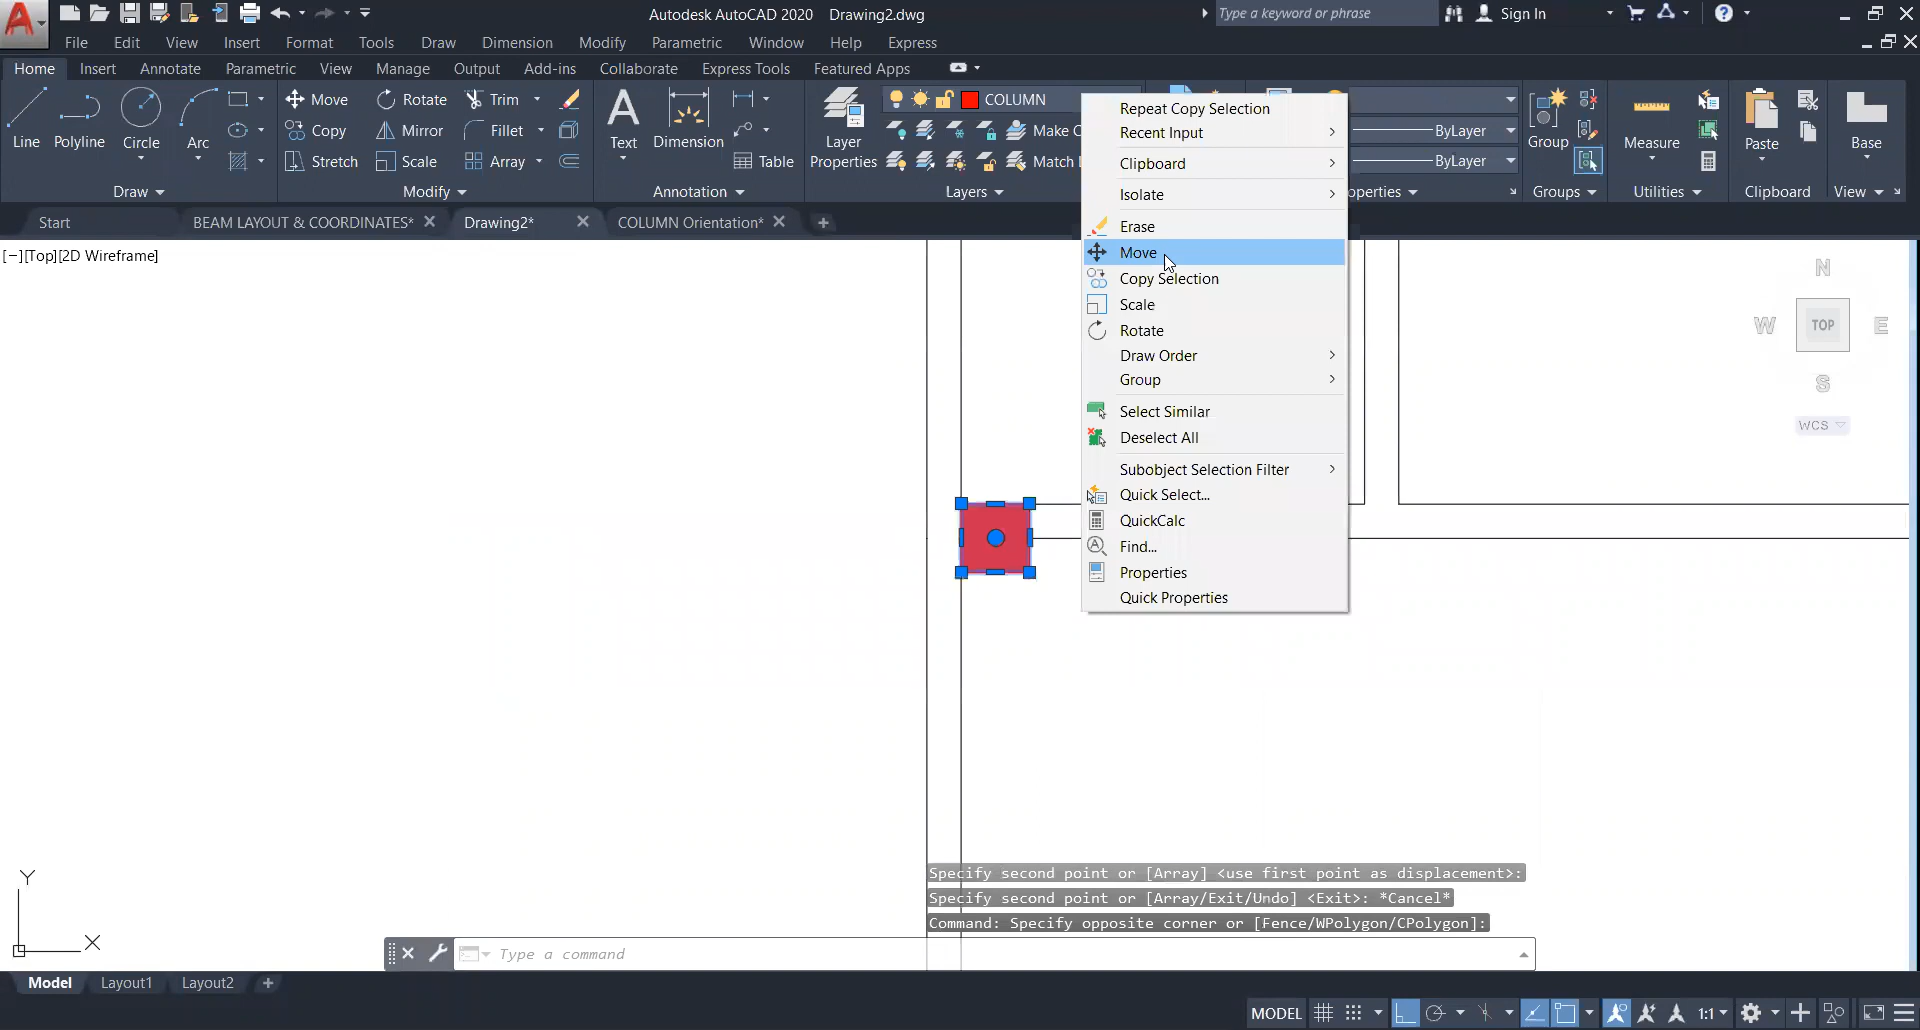 Autodesk AutoCAD 2020 Drawing2.dwg
Type a keyword or phrase
Sign In
File Edit View Insert Format Tools Draw Dimension Modify Parametric Window Help Express
Home Insert Annotate Parametric View Manage Output Add-ins Collaborate Express Tools Featured Apps
Line Polyline Circle Arc
Move Rotate Trim
Copy Mirror Fillet
Stretch Scale Array
Text Dimension Table
Layer Properties
COLUMN
Make C
Match
ByLayer
ByLayer
Group
Measure
Paste
Base
Draw Modify Annotation Layers operties Groups Utilities Clipboard View
Start BEAM LAYOUT & COORDINATES* Drawing2* COLUMN Orientation*
[−][Top][2D Wireframe]
Repeat Copy Selection
Recent Input
Clipboard
Isolate
Erase
Move
Copy Selection
Scale
Rotate
Draw Order
Group
Select Similar
Deselect All
Subobject Selection Filter
Quick Select...
QuickCalc
Find...
Properties
Quick Properties
N
W TOP E
S
WCS
Y
X
Specify second point or [Array] <use first point as displacement>:
Specify second point or [Array/Exit/Undo] <Exit>: *Cancel*
Command: Specify opposite corner or [Fence/WPolygon/CPolygon]:
Type a command
Model Layout1 Layout2 +
MODEL 1:1